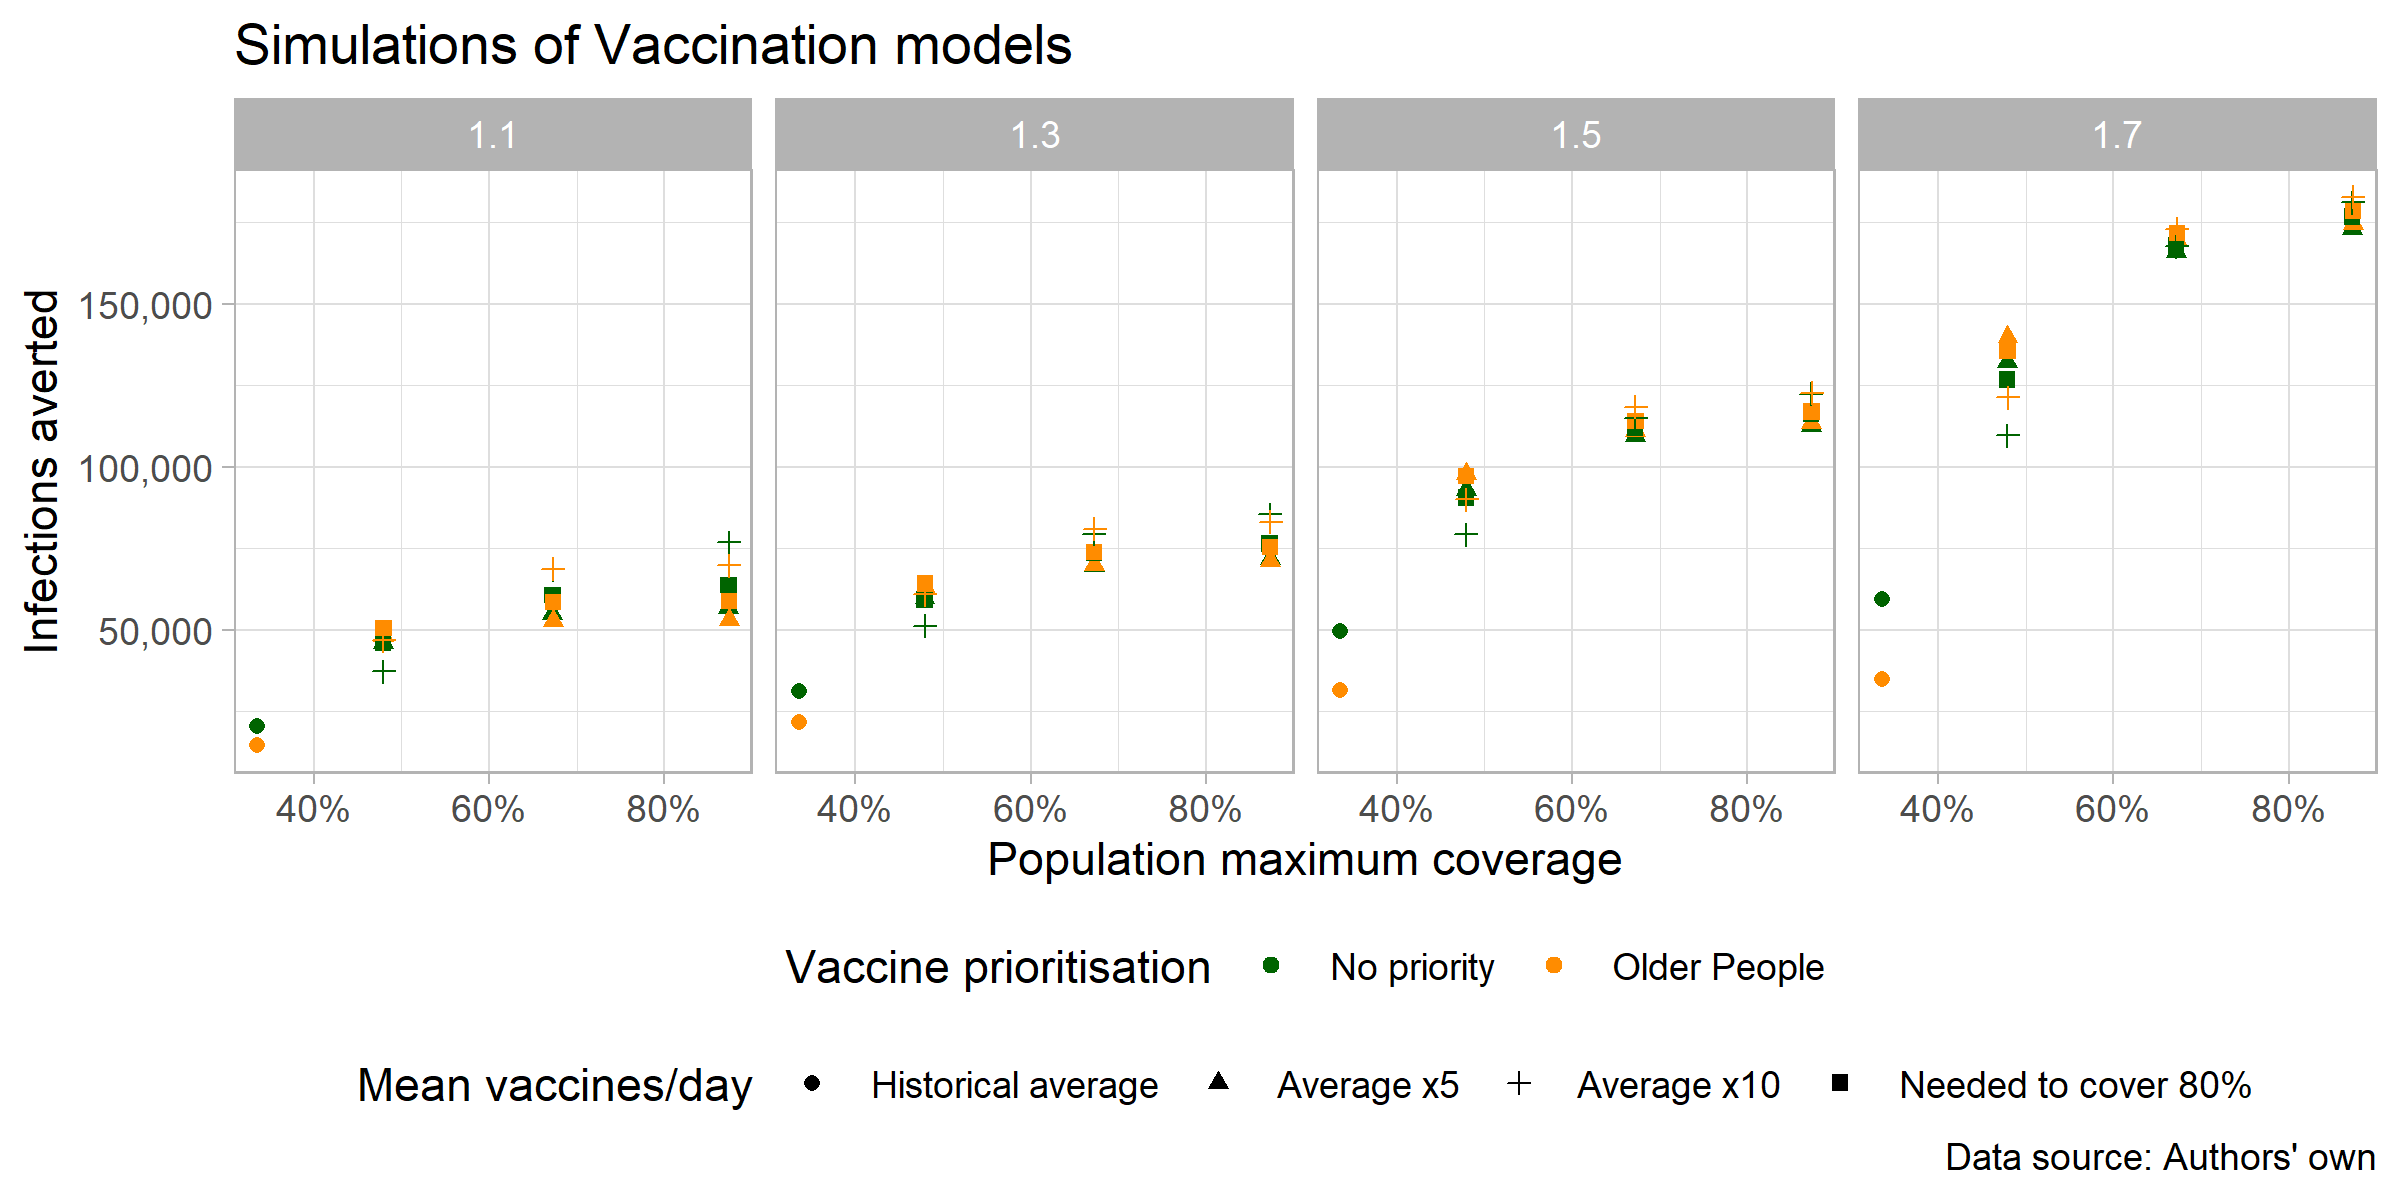 Simulations of Vaccination models
1.1
1.3
1.5
1.7
Infections averted
150,000
100,000
50,000
40% 60% 80%
40% 60% 80%
40% 60% 80%
40% 60% 80%
Population maximum coverage
Vaccine prioritisation No priority Older People
Mean vaccines/day Historical average Average x5 Average x10 Needed to cover 80%
Data source: Authors' own